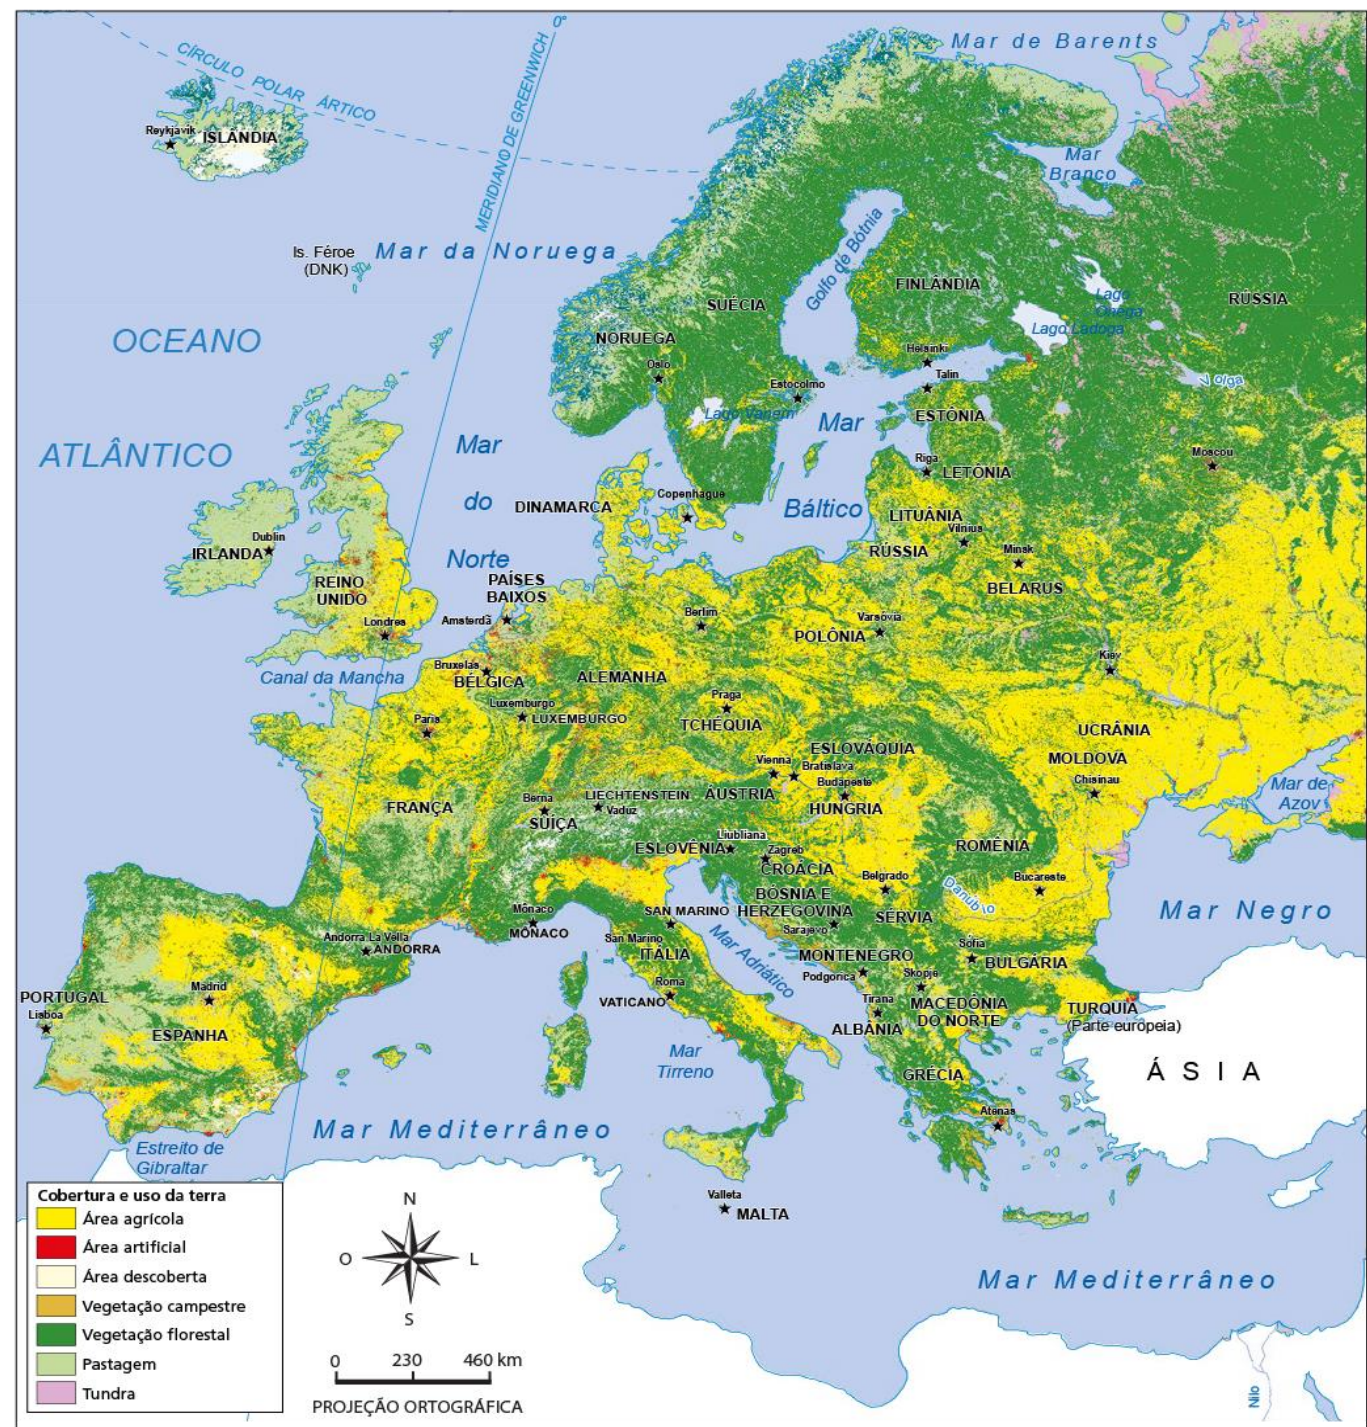 0°
Mar de Barents
CÍRCULO POLAR ÁRTICO
MERIDIANO DE GREENWICH
Reykjavik
ISLÂNDIA
Mar
Branco
Mar da Noruega
Is. Féroe
(DNK)
Golfo de Bótnia
FINLÂNDIA
SUÉCIA
RÚSSIA
Lago
Onega
Lago Ladoga
OCEANO
ATLÂNTICO
NORUEGA
Oslo
Helsinki
Talin
Estocolmo
Volga
Lago Vanem
ESTÔNIA
Mar
Báltico
Mar
do
Norte
Riga
LETÔNIA
Moscou
Copenhague
DINAMARCA
LITUÂNIA
Vilnius
RÚSSIA
Minsk
BELARUS
Dublin
IRLANDA
REINO
UNIDO
Londres
PAÍSES
BAIXOS
Amsterdã
Berlim
Varsóvia
POLÔNIA
Kiev
Canal da Mancha
Bruxelas
BÉLGICA
ALEMANHA
Luxemburgo
LUXEMBURGO
Praga
TCHÉQUIA
Paris
UCRÂNIA
ESLOVÁQUIA
MOLDOVA
Chisinau
Vienna
Bratislava
Budapeste
HUNGRIA
ÁUSTRIA
LIECHTENSTEIN
Vaduz
Berna
SUÍÇA
FRANÇA
Mar de
Azov
Liubliana
ESLOVÊNIA
Zagreb
CROÁCIA
ROMÊNIA
Bucareste
Belgrado
Danúbio
BÓSNIA E
HERZEGOVINA
Sarajevo
SÉRVIA
Mar Negro
Mônaco
MÔNACO
SAN MARINO
San Marino
ITÁLIA
Andorra La Vella
ANDORRA
Mar Adriático
MONTENEGRO
Podgorica
Sófia
BULGÁRIA
Skopje
MACEDÔNIA
DO NORTE
Roma
VATICANO
Tirana
ALBÂNIA
TURQUIA
(Parte europeia)
PORTUGAL
Lisboa
Madrid
ESPANHA
Mar
Tirreno
GRÉCIA
Atenas
ÁSIA
Mar Mediterrâneo
Estreito de
Gibraltar
Valleta
MALTA
Mar Mediterrâneo
Nilo
Cobertura e uso da terra
Área agrícola
Área artificial
Área descoberta
Vegetação campestre
Vegetação florestal
Pastagem
Tundra
N
O
L
S
0 230 460 km
PROJEÇÃO ORTOGRÁFICA